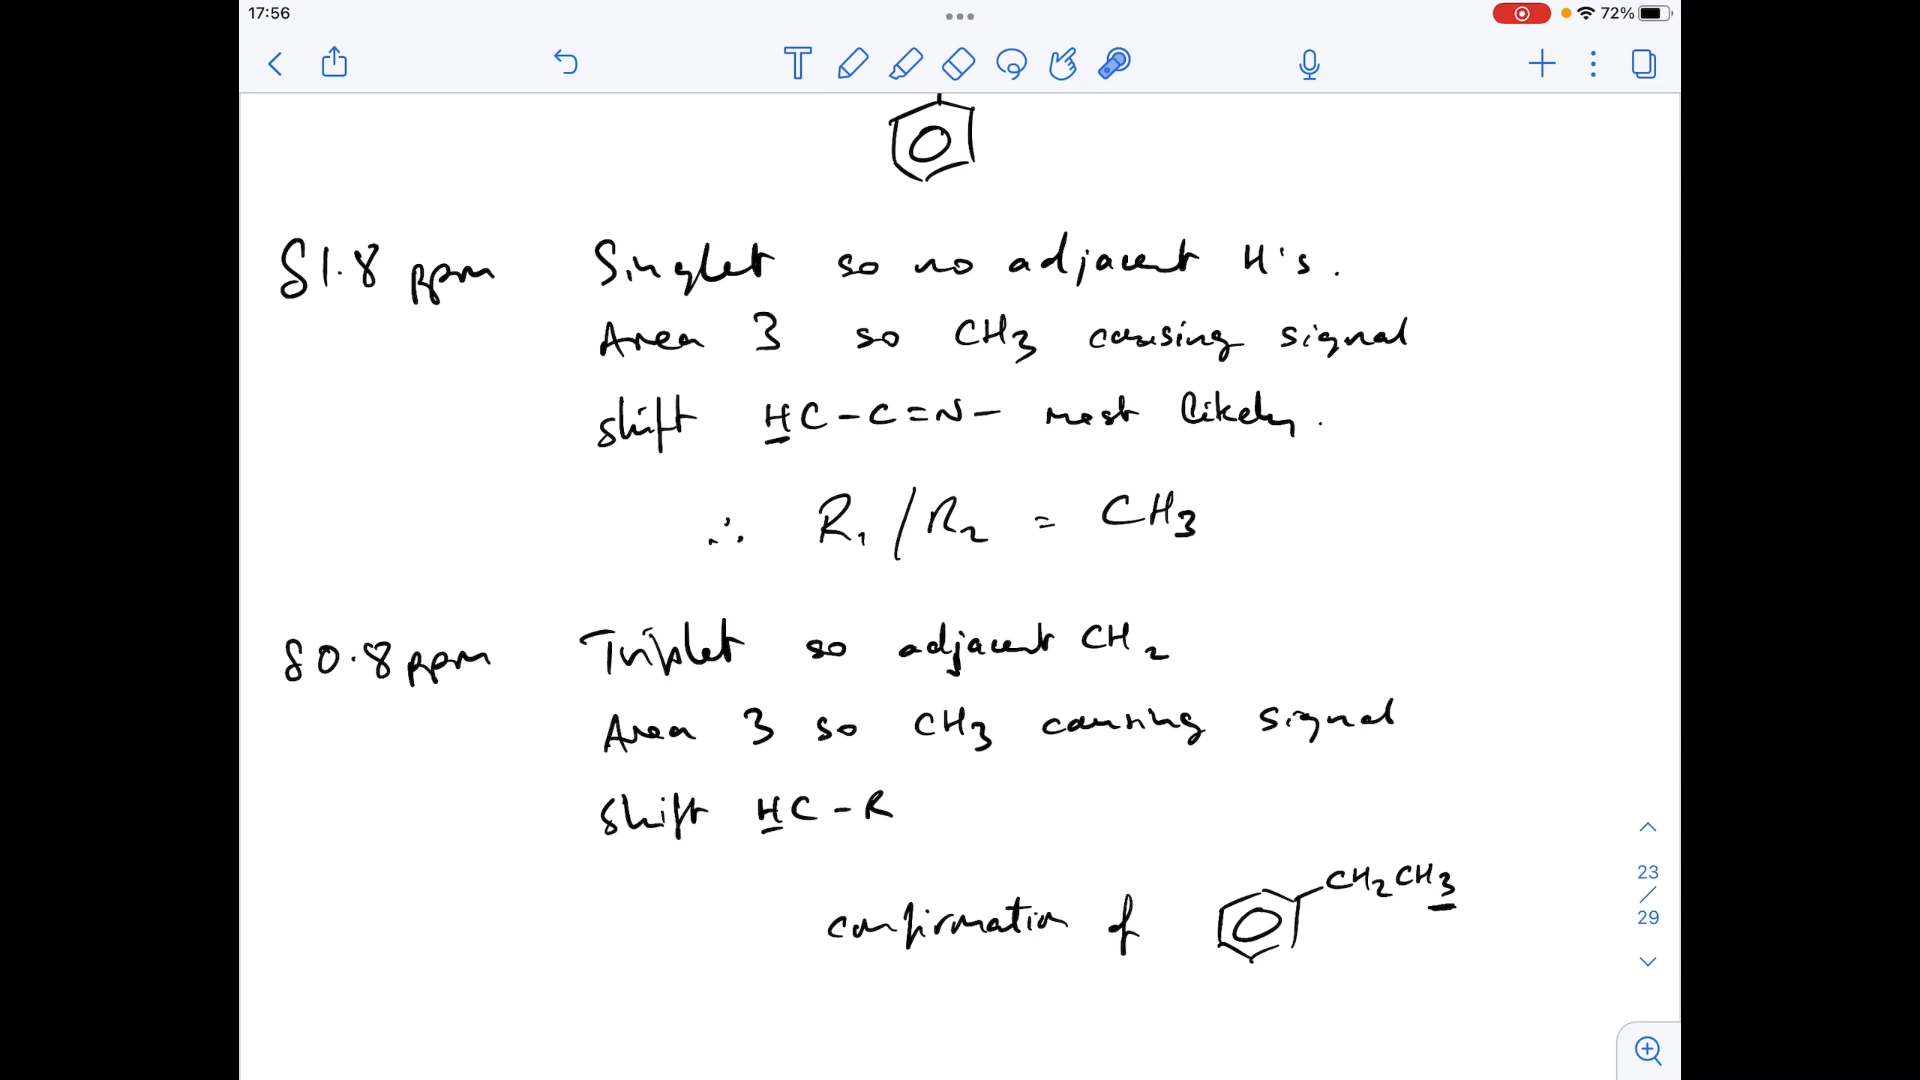 17:56
72%
T
δ1.8 ppm Singlet so no adjacent H's.
Area 3 so CH3 causing signal
shift HC-C=N- most likely.
∴ R1/R2 = CH3
δ0.8 ppm Triplet so adjacent CH2
Area 3 so CH3 causing signal
shift HC-R
confirmation of CH2CH3
23
/
29